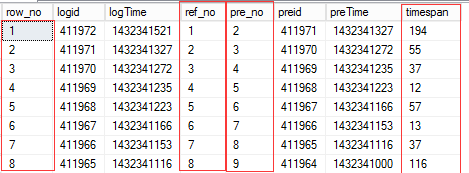 row_no logid logTime ref_no pre_no preid preTime timespan
1 411972 1432341521 1 2 411971 1432341327 194
2 411971 1432341327 2 3 411970 1432341272 55
3 411970 1432341272 3 4 411969 1432341235 37
4 411969 1432341235 4 5 411968 1432341223 12
5 411968 1432341223 5 6 411967 1432341166 57
6 411967 1432341166 6 7 411966 1432341153 13
7 411966 1432341153 7 8 411965 1432341116 37
8 411965 1432341116 8 9 411964 1432341000 116